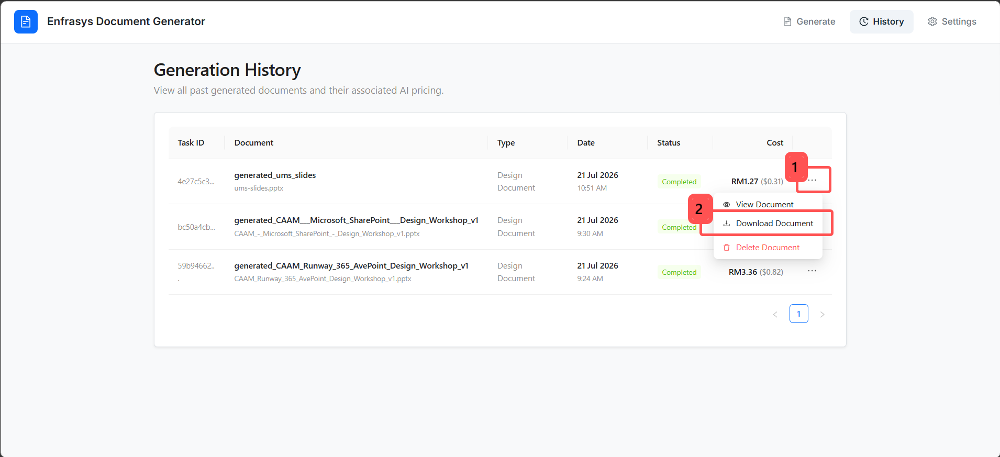 Enfrasys Document Generator
Generate
History
Settings
Generation History
View all past generated documents and their associated AI pricing.
Task ID
Document
Type
Date
Status
Cost
4e27c5c3...
generated_ums_slides
ums-slides.pptx
Design
Document
21 Jul 2026
10:51 AM
Completed
RM1.27 ($0.31)
1
...
2
View Document
Download Document
Delete Document
bc50a4cb...
generated_CAAM___Microsoft_SharePoint___Design_Workshop_v1
CAAM_-_Microsoft_SharePoint_-_Design_Workshop_v1.pptx
Design
Document
21 Jul 2026
9:30 AM
Completed
59b94662..
.
generated_CAAM_Runway_365_AvePoint_Design_Workshop_v1
CAAM_Runway_365_AvePoint_Design_Workshop_v1.pptx
Design
Document
21 Jul 2026
9:24 AM
Completed
RM3.36 ($0.82)
...
< 1 >